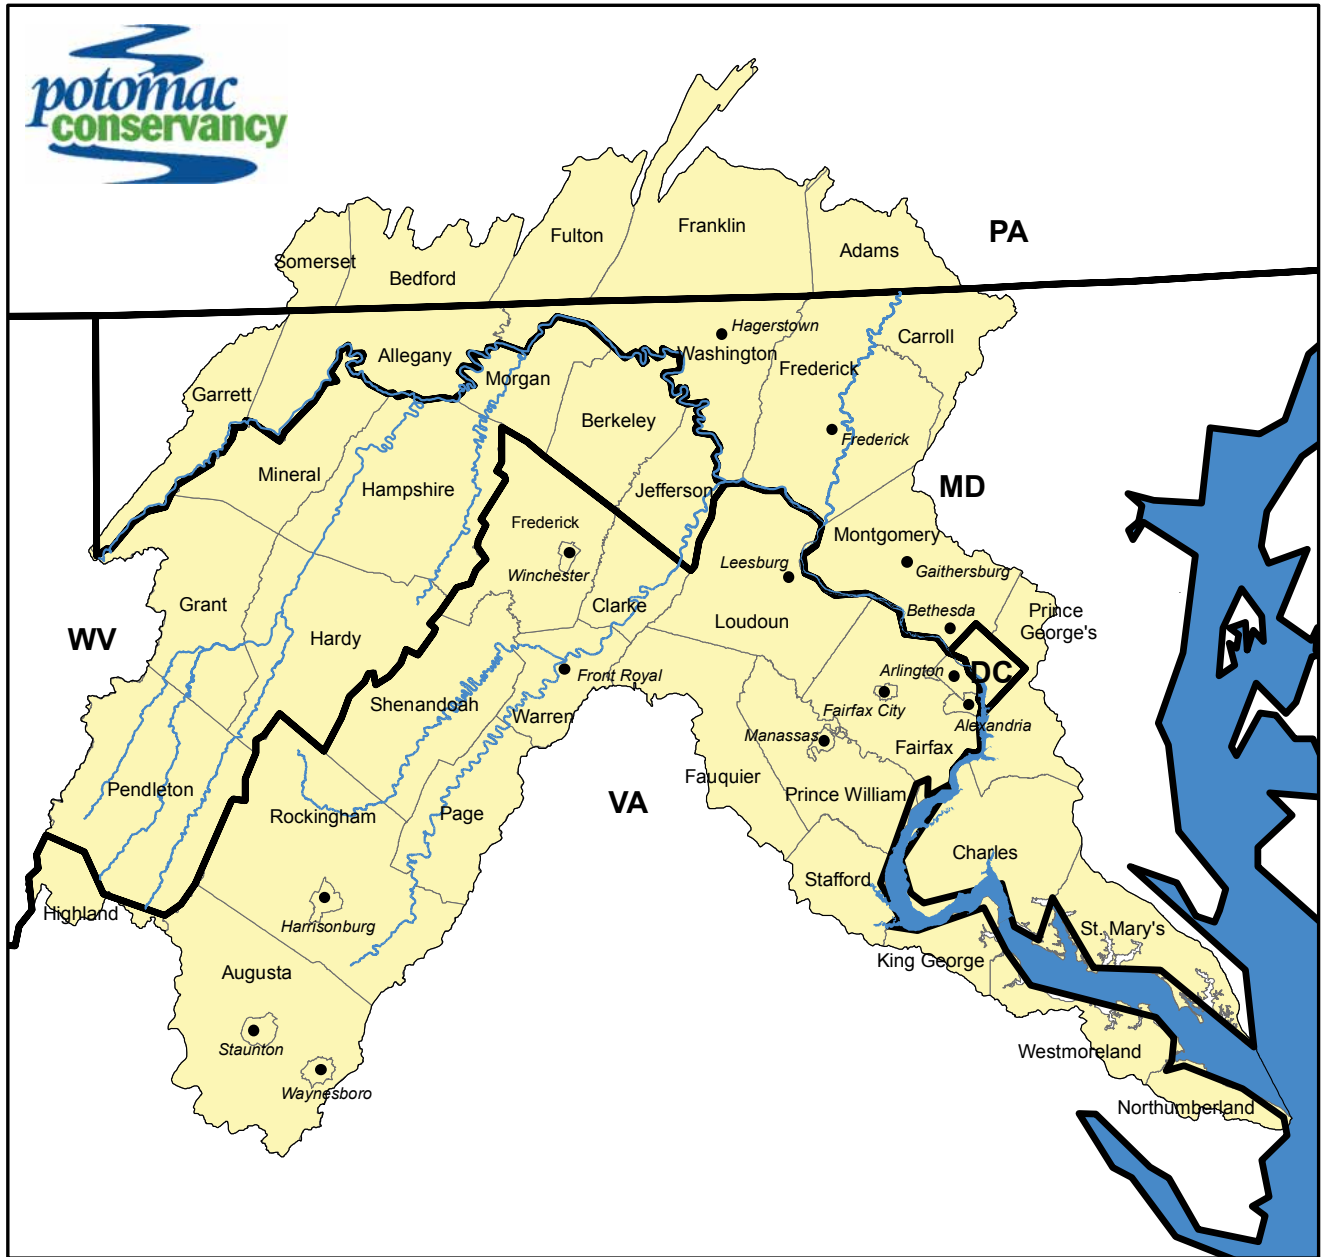 potomac
conservancy
PA
Fulton
Franklin
Adams
Somerset
Bedford
Hagerstown
Carroll
Allegany
Washington
Frederick
Garrett
Morgan
Berkeley
Frederick
Mineral
Hampshire
Jefferson
MD
Frederick
Winchester
Montgomery
Leesburg
Gaithersburg
Grant
Clarke
Bethesda
Prince
George's
WV
Hardy
Loudoun
Arlington
DC
Front Royal
Shenandoah
Warren
Fairfax City
Alexandria
Manassas
Fairfax
Fauquier
Pendleton
Prince William
VA
Rockingham
Page
Charles
Stafford
Highland
Harrisonburg
St. Mary's
King George
Augusta
Staunton
Westmoreland
Waynesboro
Northumberland